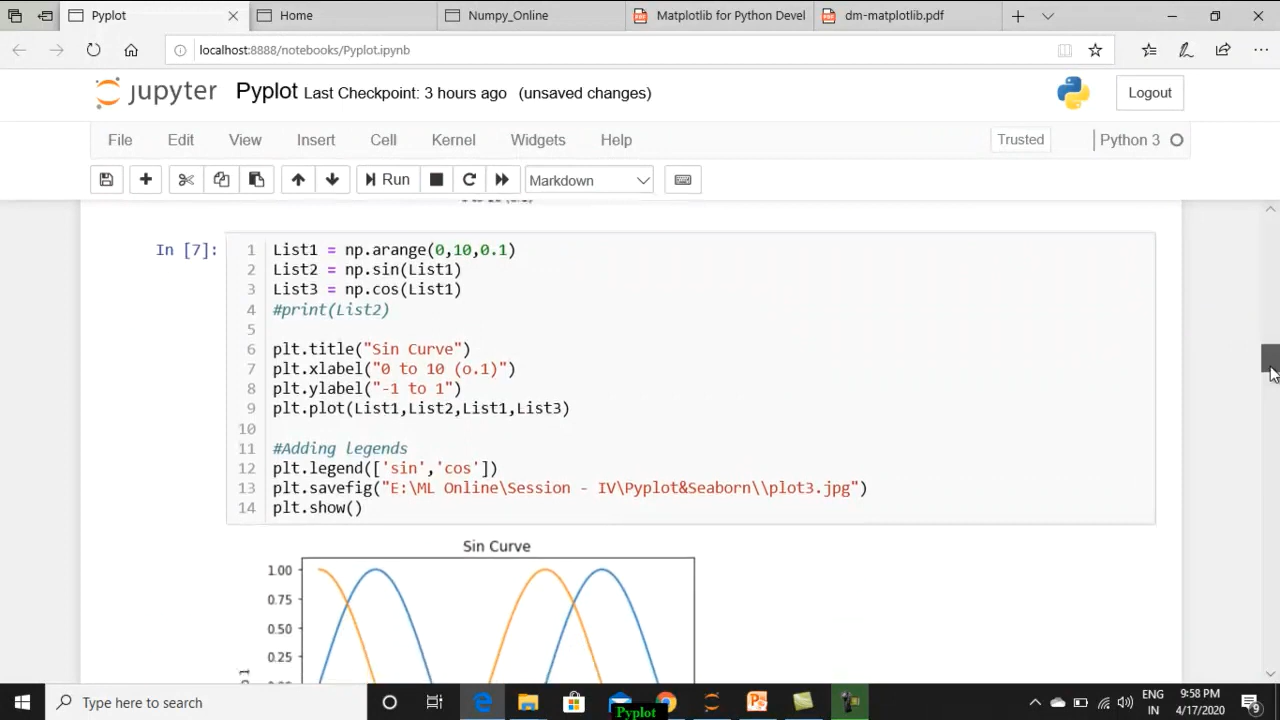 Pyplot
Home
Numpy_Online
Matplotlib for Python Devel
dm-matplotlib.pdf
localhost:8888/notebooks/Pyplot.ipynb
jupyter Pyplot Last Checkpoint: 3 hours ago (unsaved changes)
Logout
File Edit View Insert Cell Kernel Widgets Help
Trusted
Python 3
Run
Markdown
In [7]:
1 List1 = np.arange(0,10,0.1)
2 List2 = np.sin(List1)
3 List3 = np.cos(List1)
4 #print(List2)
5
6 plt.title("Sin Curve")
7 plt.xlabel("0 to 10 (o.1)")
8 plt.ylabel("-1 to 1")
9 plt.plot(List1,List2,List1,List3)
10
11 #Adding legends
12 plt.legend(['sin','cos'])
13 plt.savefig("E:\ML Online\Session - IV\Pyplot&Seaborn\\plot3.jpg")
14 plt.show()
Sin Curve
1.00
0.75
0.50
0.25
Type here to search
Pyplot
ENG
IN
9:58 PM
4/17/2020
9